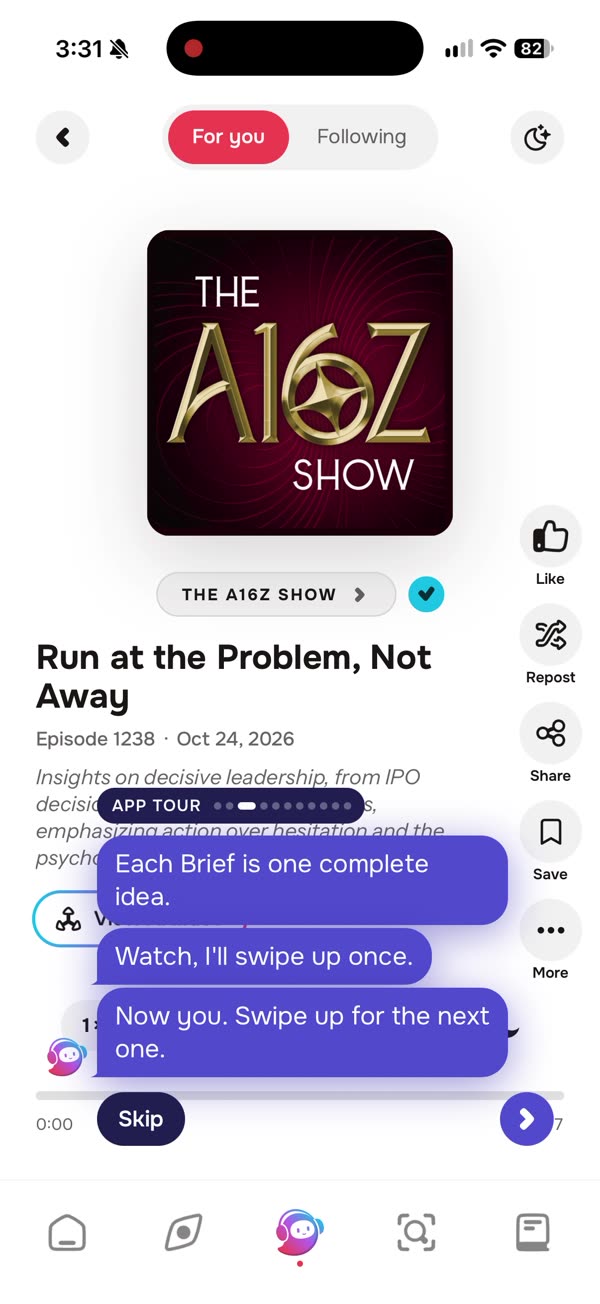 3:31
82
For you
Following
THE
A16Z
SHOW
THE A16Z SHOW
Like
Repost
Share
Save
More
Run at the Problem, Not
Away
Episode 1238 · Oct 24, 2026
Insights on decisive leadership, from IPO
emphasizing action over hesitation and the
APP TOUR
Each Brief is one complete
idea.
Watch, I'll swipe up once.
Now you. Swipe up for the next
one.
0:00
Skip
7